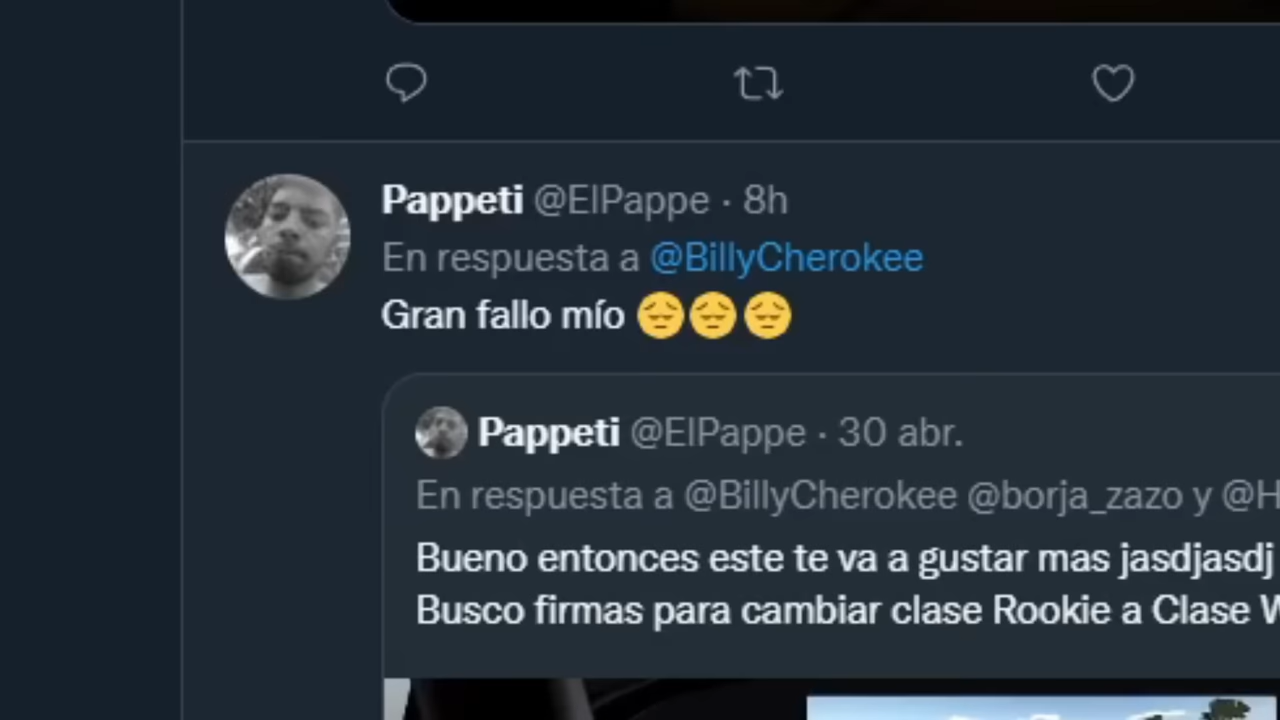 Pappeti @ElPappe · 8h
En respuesta a @BillyCherokee
Gran fallo mío 😔😔😔
Pappeti @ElPappe · 30 abr.
En respuesta a @BillyCherokee @borja_zazo y @H
Bueno entonces este te va a gustar mas jasdjasdj
Busco firmas para cambiar clase Rookie a Clase